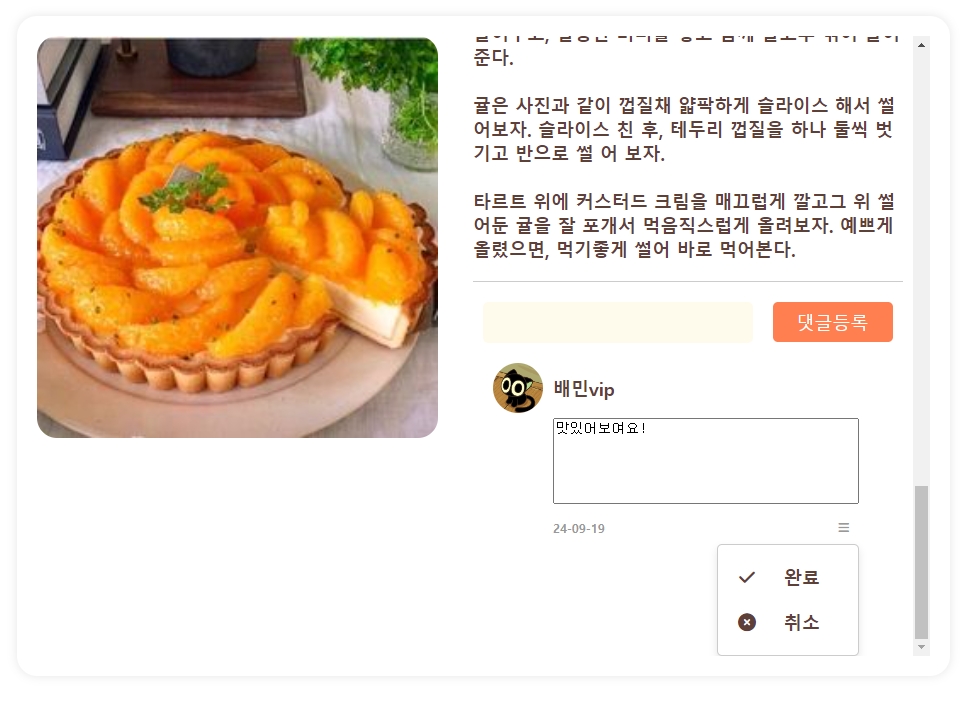 준다.
귤은 사진과 같이 껍질채 얇팍하게 슬라이스 해서 썰
어보자. 슬라이스 친 후, 테두리 껍질을 하나 둘씩 벗
기고 반으로 썰 어 보자.
타르트 위에 커스터드 크림을 매끄럽게 깔고그 위 썰
어둔 귤을 잘 포개서 먹음직스럽게 올려보자. 예쁘게
올렸으면, 먹기좋게 썰어 바로 먹어본다.
댓글등록
배민vip
맛있어보여요!
24-09-19
완료
취소